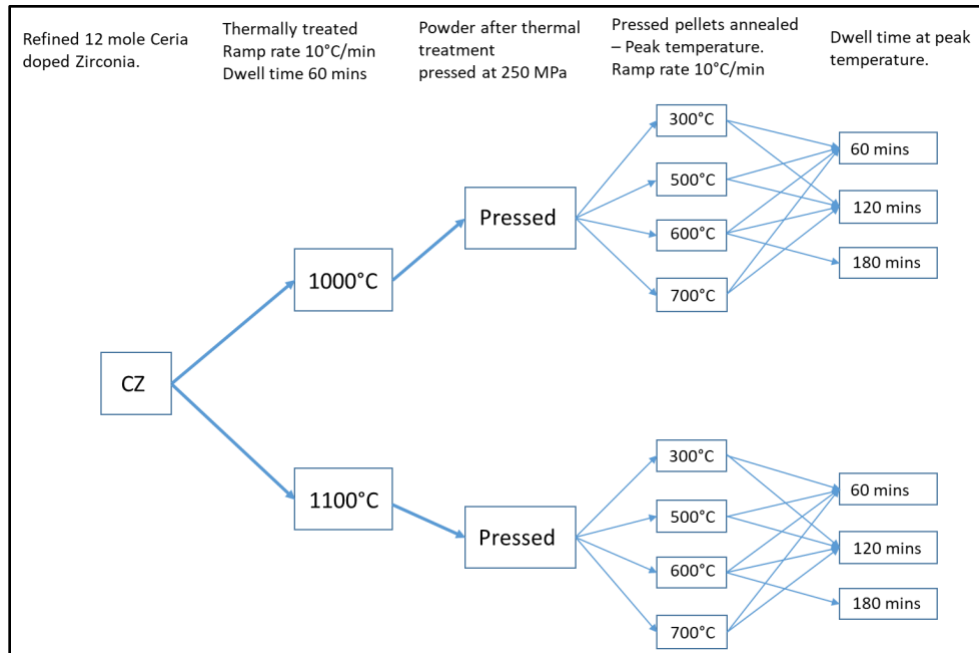 Refined 12 mole Ceria
doped Zirconia.
Thermally treated
Ramp rate 10°C/min
Dwell time 60 mins
Powder after thermal
treatment
pressed at 250 MPa
Pressed pellets annealed
– Peak temperature.
Ramp rate 10°C/min
Dwell time at peak
temperature.
CZ
1000°C
Pressed
300°C
500°C
600°C
700°C
60 mins
120 mins
180 mins
1100°C
Pressed
300°C
500°C
600°C
700°C
60 mins
120 mins
180 mins